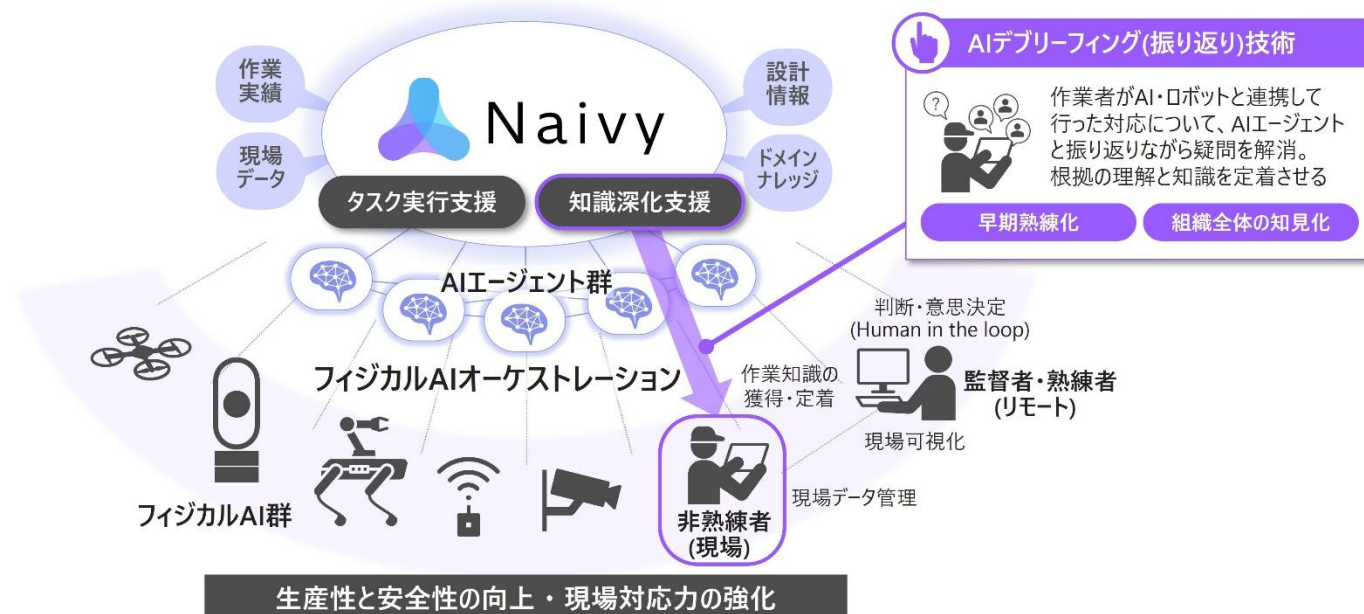 作業
実績
現場
データ
Naivy
設計
情報
ドメイン
ナレッジ
タスク実行支援
知識深化支援
AIデブリーフィング(振り返り)技術
?
作業者がAI・ロボットと連携して
行った対応について、AIエージェント
と振り返りながら疑問を解消。
根拠の理解と知識を定着させる
早期熟練化
組織全体の知見化
AIエージェント群
フィジカルAIオーケストレーション
判断・意思決定
(Human in the loop)
作業知識の
獲得・定着
監督者・熟練者
(リモート)
現場可視化
現場データ管理
フィジカルAI群
非熟練者
(現場)
生産性と安全性の向上・現場対応力の強化